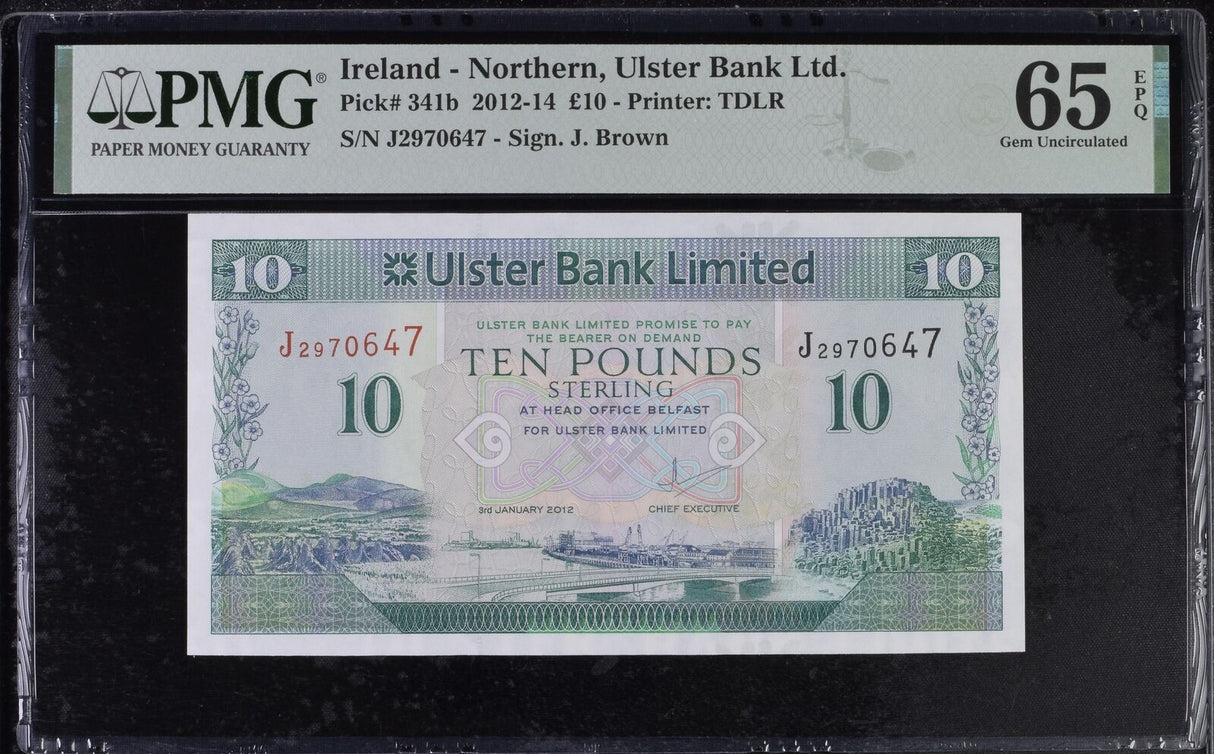 PMG®
PAPER MONEY GUARANTY
Ireland - Northern, Ulster Bank Ltd.
Pick# 341b 2012-14 £10 - Printer: TDLR
S/N J2970647 - Sign. J. Brown
65 EPQ
Gem Uncirculated
10 Ulster Bank Limited 10
ULSTER BANK LIMITED PROMISE TO PAY
THE BEARER ON DEMAND
J2970647 J2970647
TEN POUNDS
STERLING
10 10
AT HEAD OFFICE BELFAST
FOR ULSTER BANK LIMITED
3rd JANUARY 2012 CHIEF EXECUTIVE